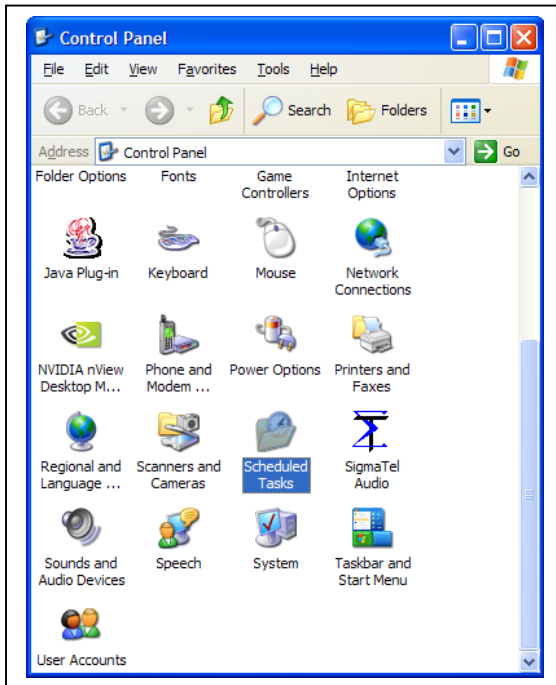 Control Panel
File Edit View Favorites Tools Help
Back Search Folders
Address Control Panel Go
Folder Options Fonts Game Controllers Internet Options
Java Plug-in Keyboard Mouse Network Connections
NVIDIA nView Desktop M... Phone and Modem ... Power Options Printers and Faxes
Regional and Language ... Scanners and Cameras Scheduled Tasks SigmaTel Audio
Sounds and Audio Devices Speech System Taskbar and Start Menu
User Accounts